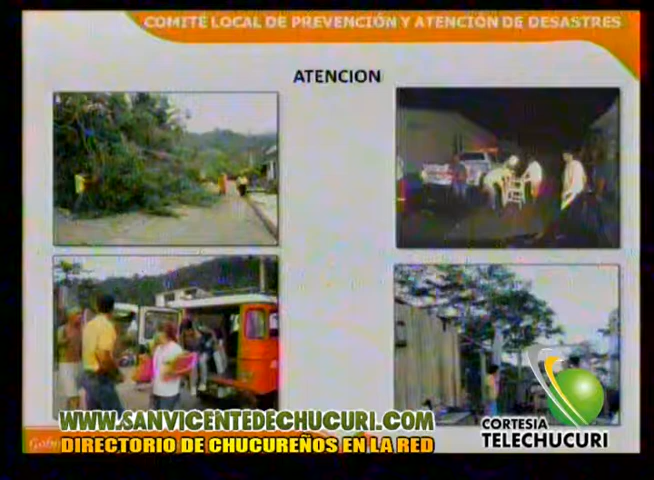 COMITÉ LOCAL DE PREVENCIÓN Y ATENCIÓN DE DESASTRES
ATENCION
WWW.SANVICENTEDECHUCURI.COM
DIRECTORIO DE CHUCUREÑOS EN LA RED
CORTESIA
TELECHUCURI